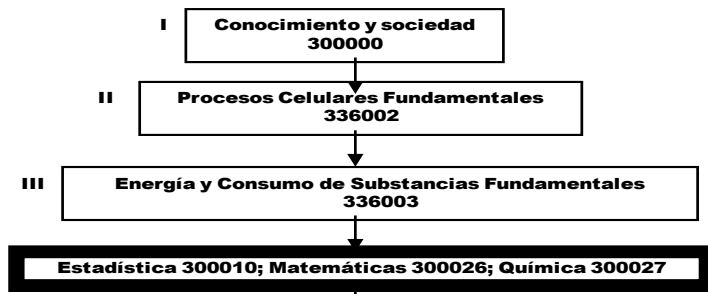 I
Conocimiento y sociedad
300000
II
Procesos Celulares Fundamentales
336002
III
Energía y Consumo de Substancias Fundamentales
336003
Estadística 300010; Matemáticas 300026; Química 300027